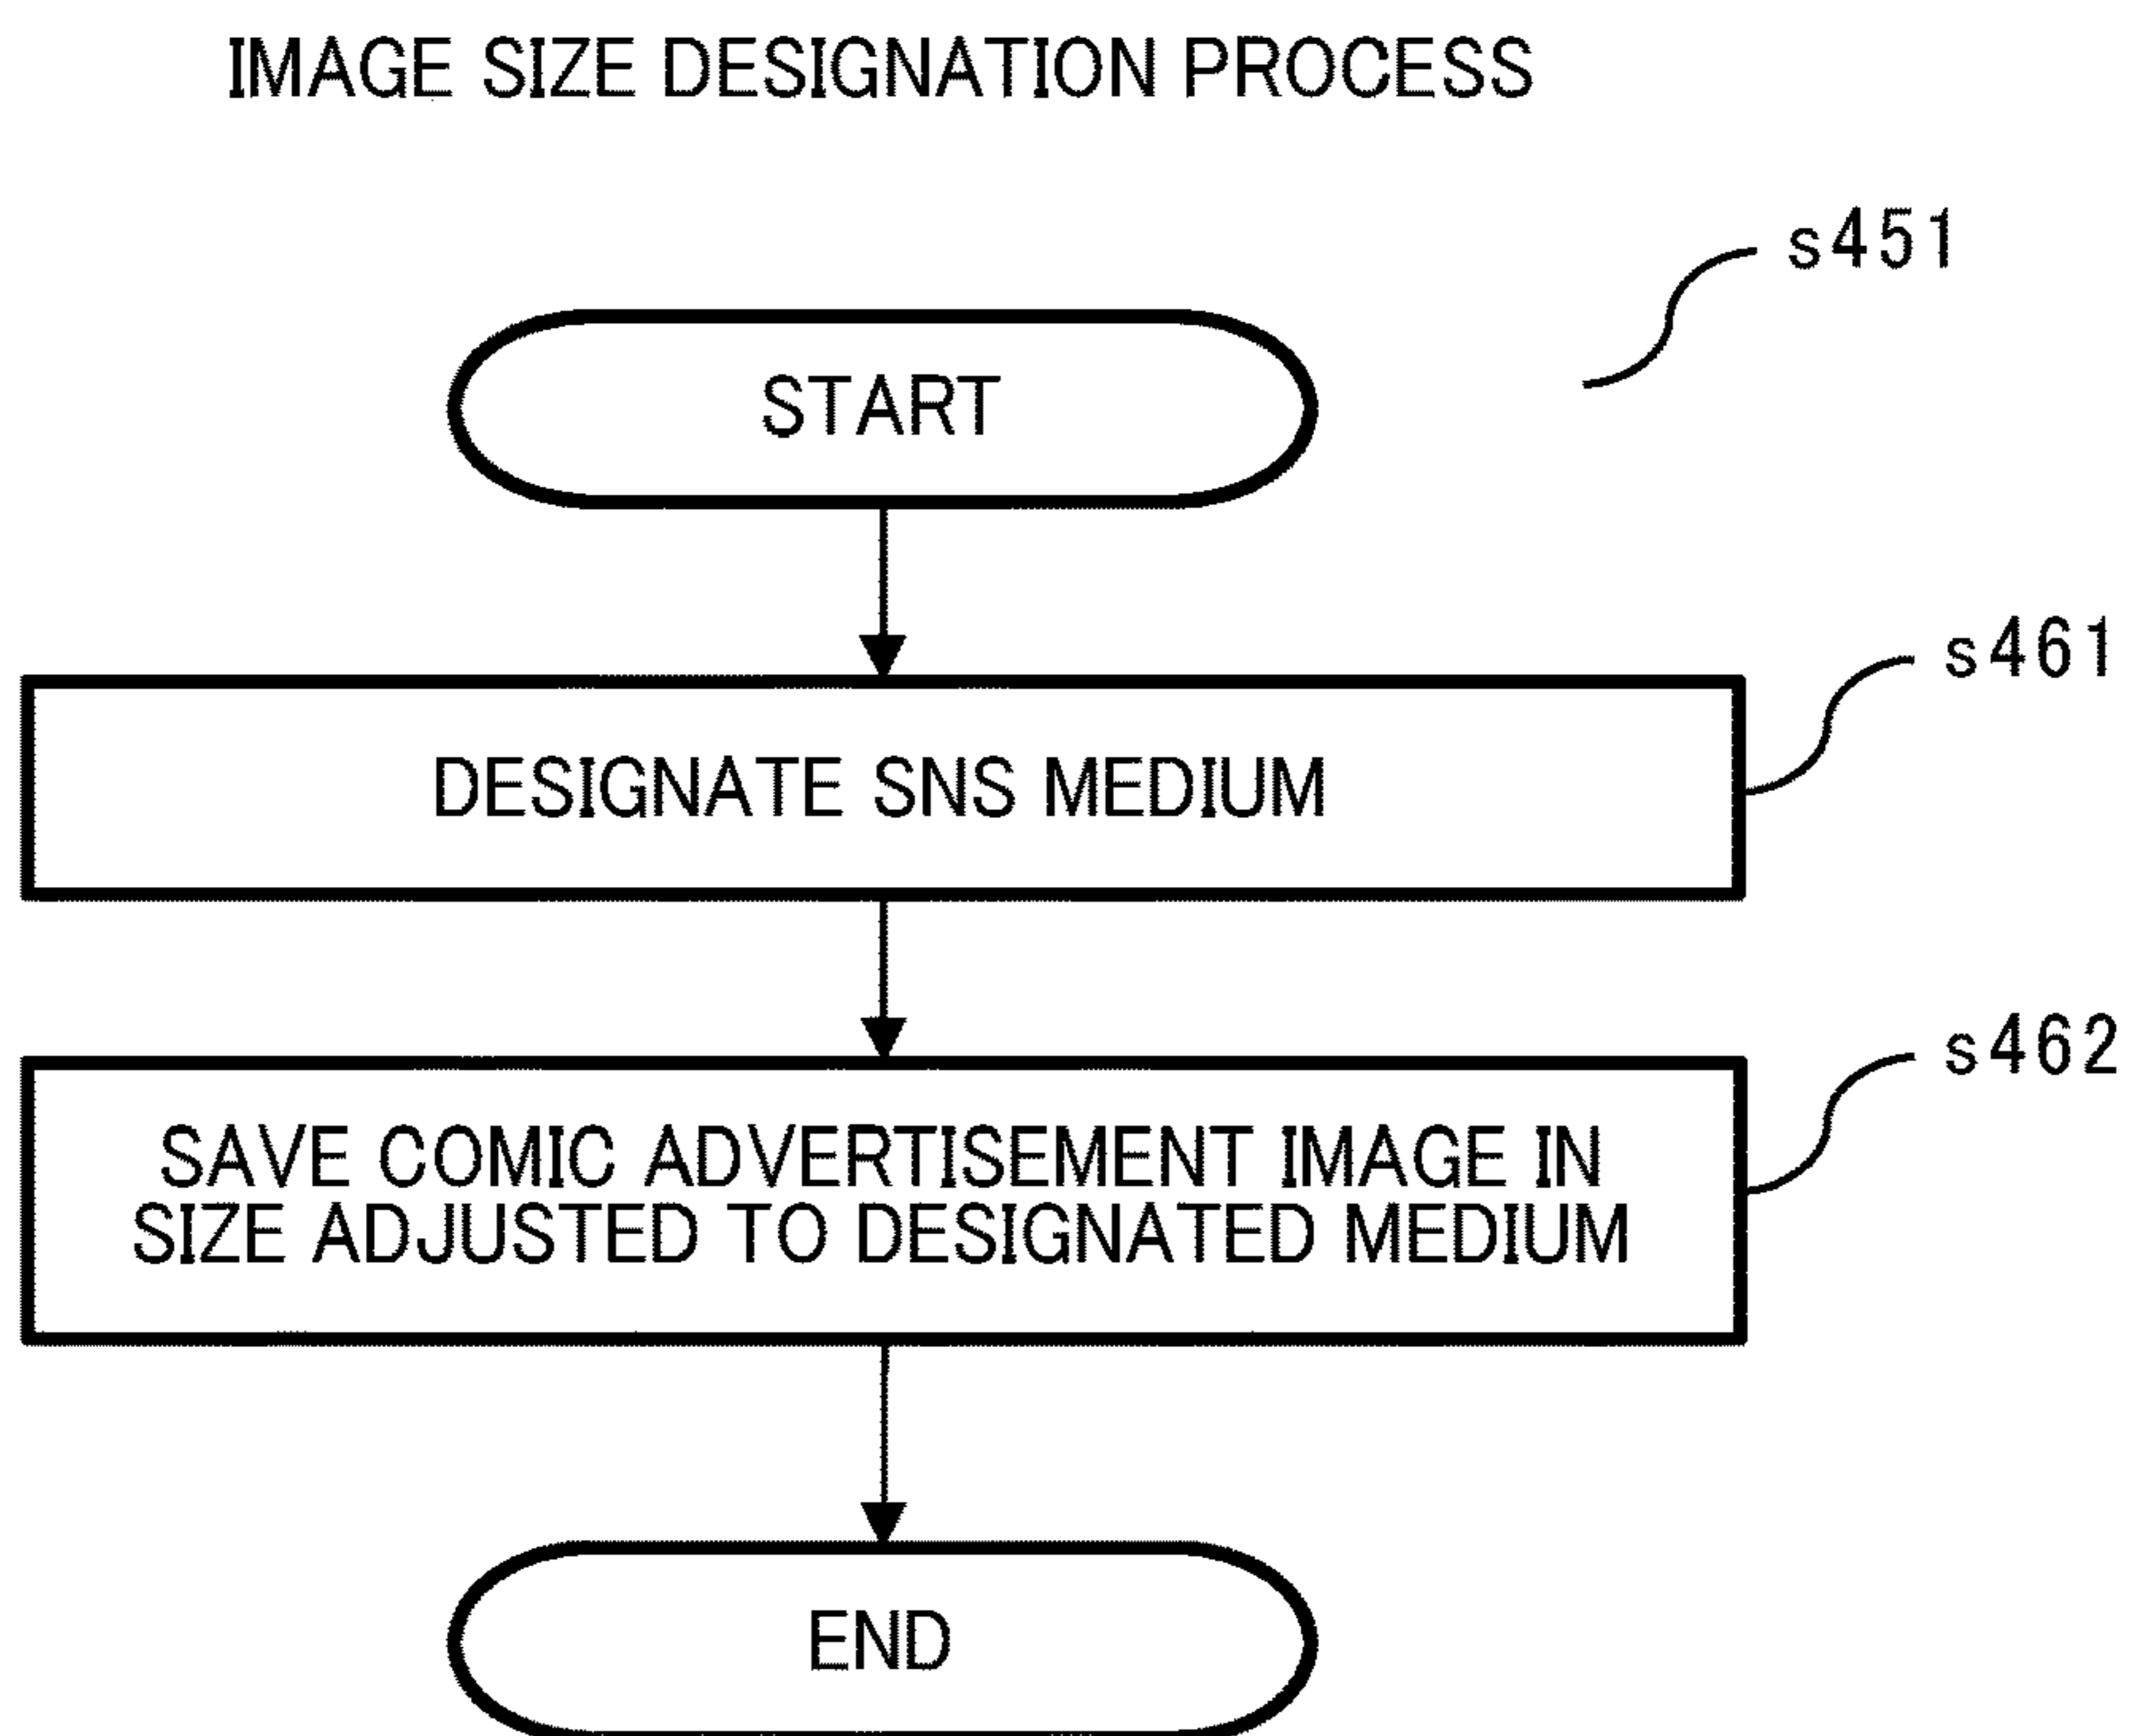 IMAGE SIZE DESIGNATION PROCESS
s451
START
s461
DESIGNATE SNS MEDIUM
s462
SAVE COMIC ADVERTISEMENT IMAGE IN
SIZE ADJUSTED TO DESIGNATED MEDIUM
END